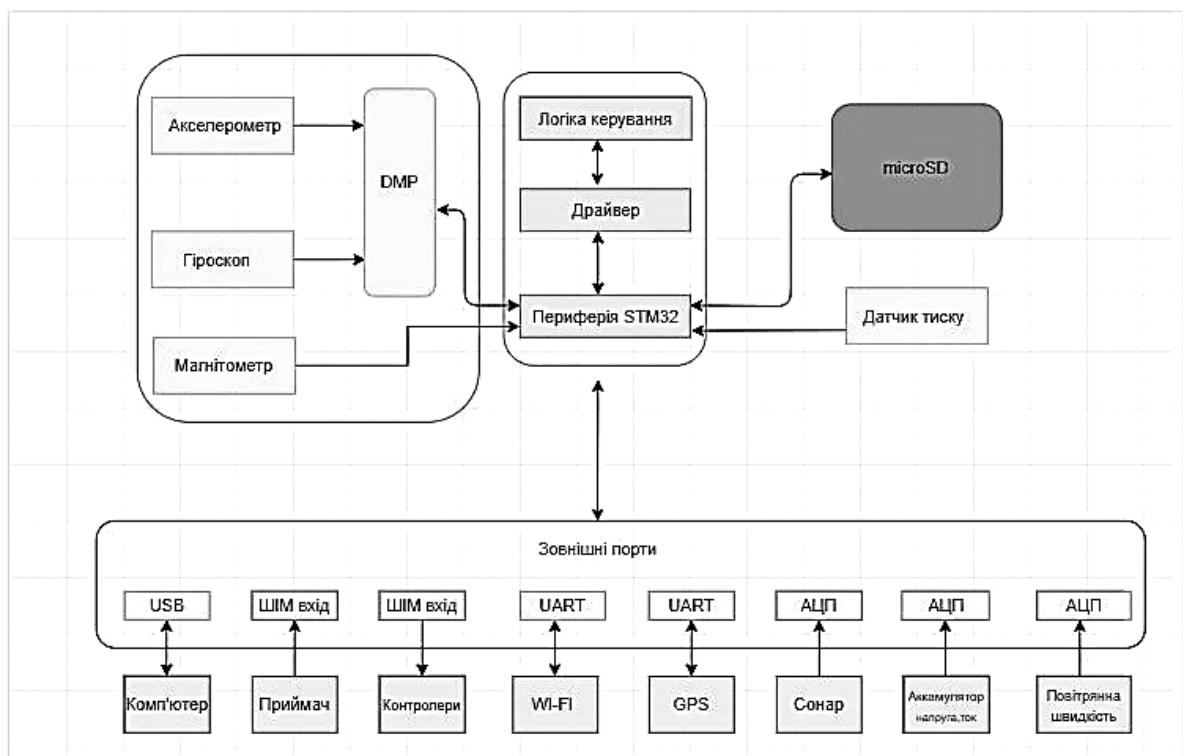 Акселерометр
DMP
Гіроскоп
Магнітометр
Логіка керування
Драйвер
Периферія STM32
microSD
Датчик тиску
Зовнішні порти
USB
ШІМ вхід
ШІМ вхід
UART
UART
АЦП
АЦП
АЦП
Комп'ютер
Приймач
Контролери
WI-FI
GPS
Сонар
Аккамулятор
напруга,ток
Повітрянна
швидкість